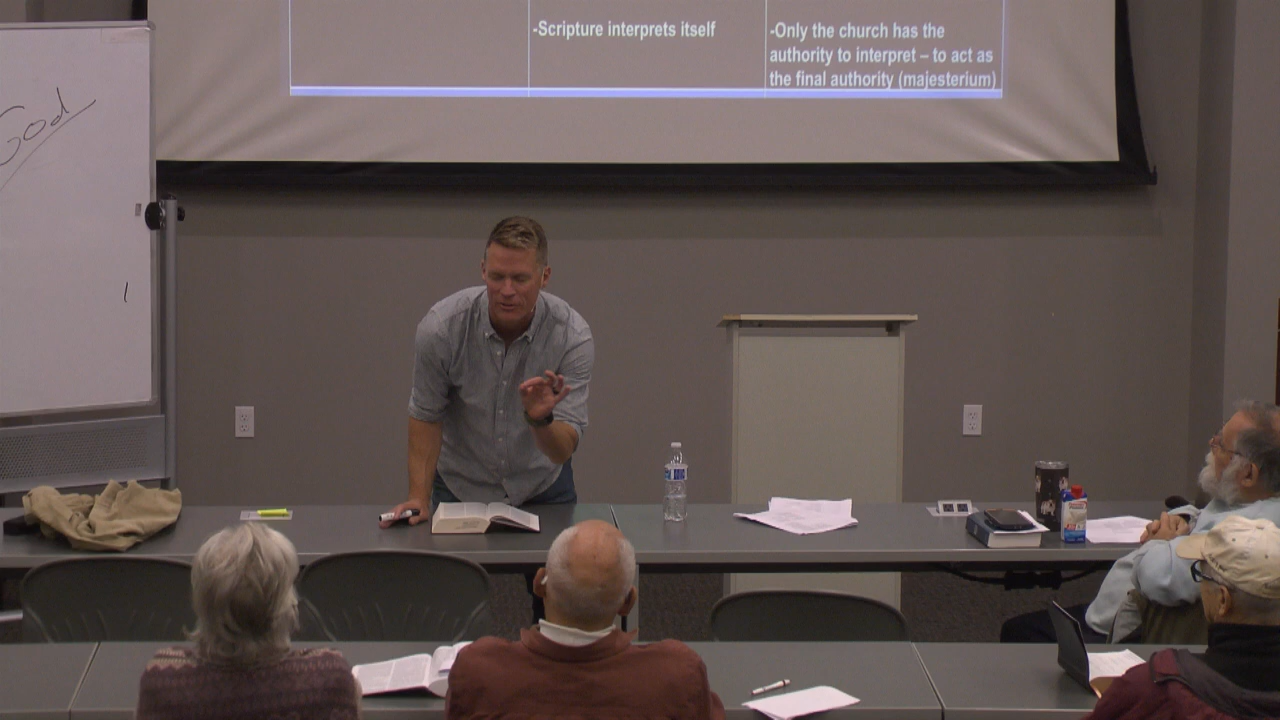 -Scripture interprets itself
-Only the church has the
authority to interpret – to act as
the final authority (majesterium)
God